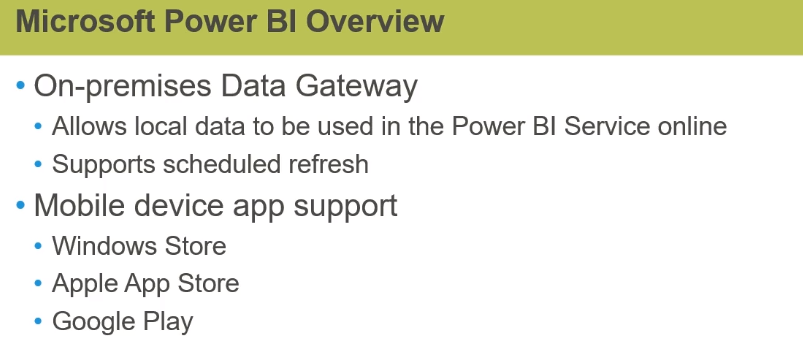 Microsoft Power BI Overview
• On-premises Data Gateway
• Allows local data to be used in the Power BI Service online
• Supports scheduled refresh
• Mobile device app support
• Windows Store
• Apple App Store
• Google Play